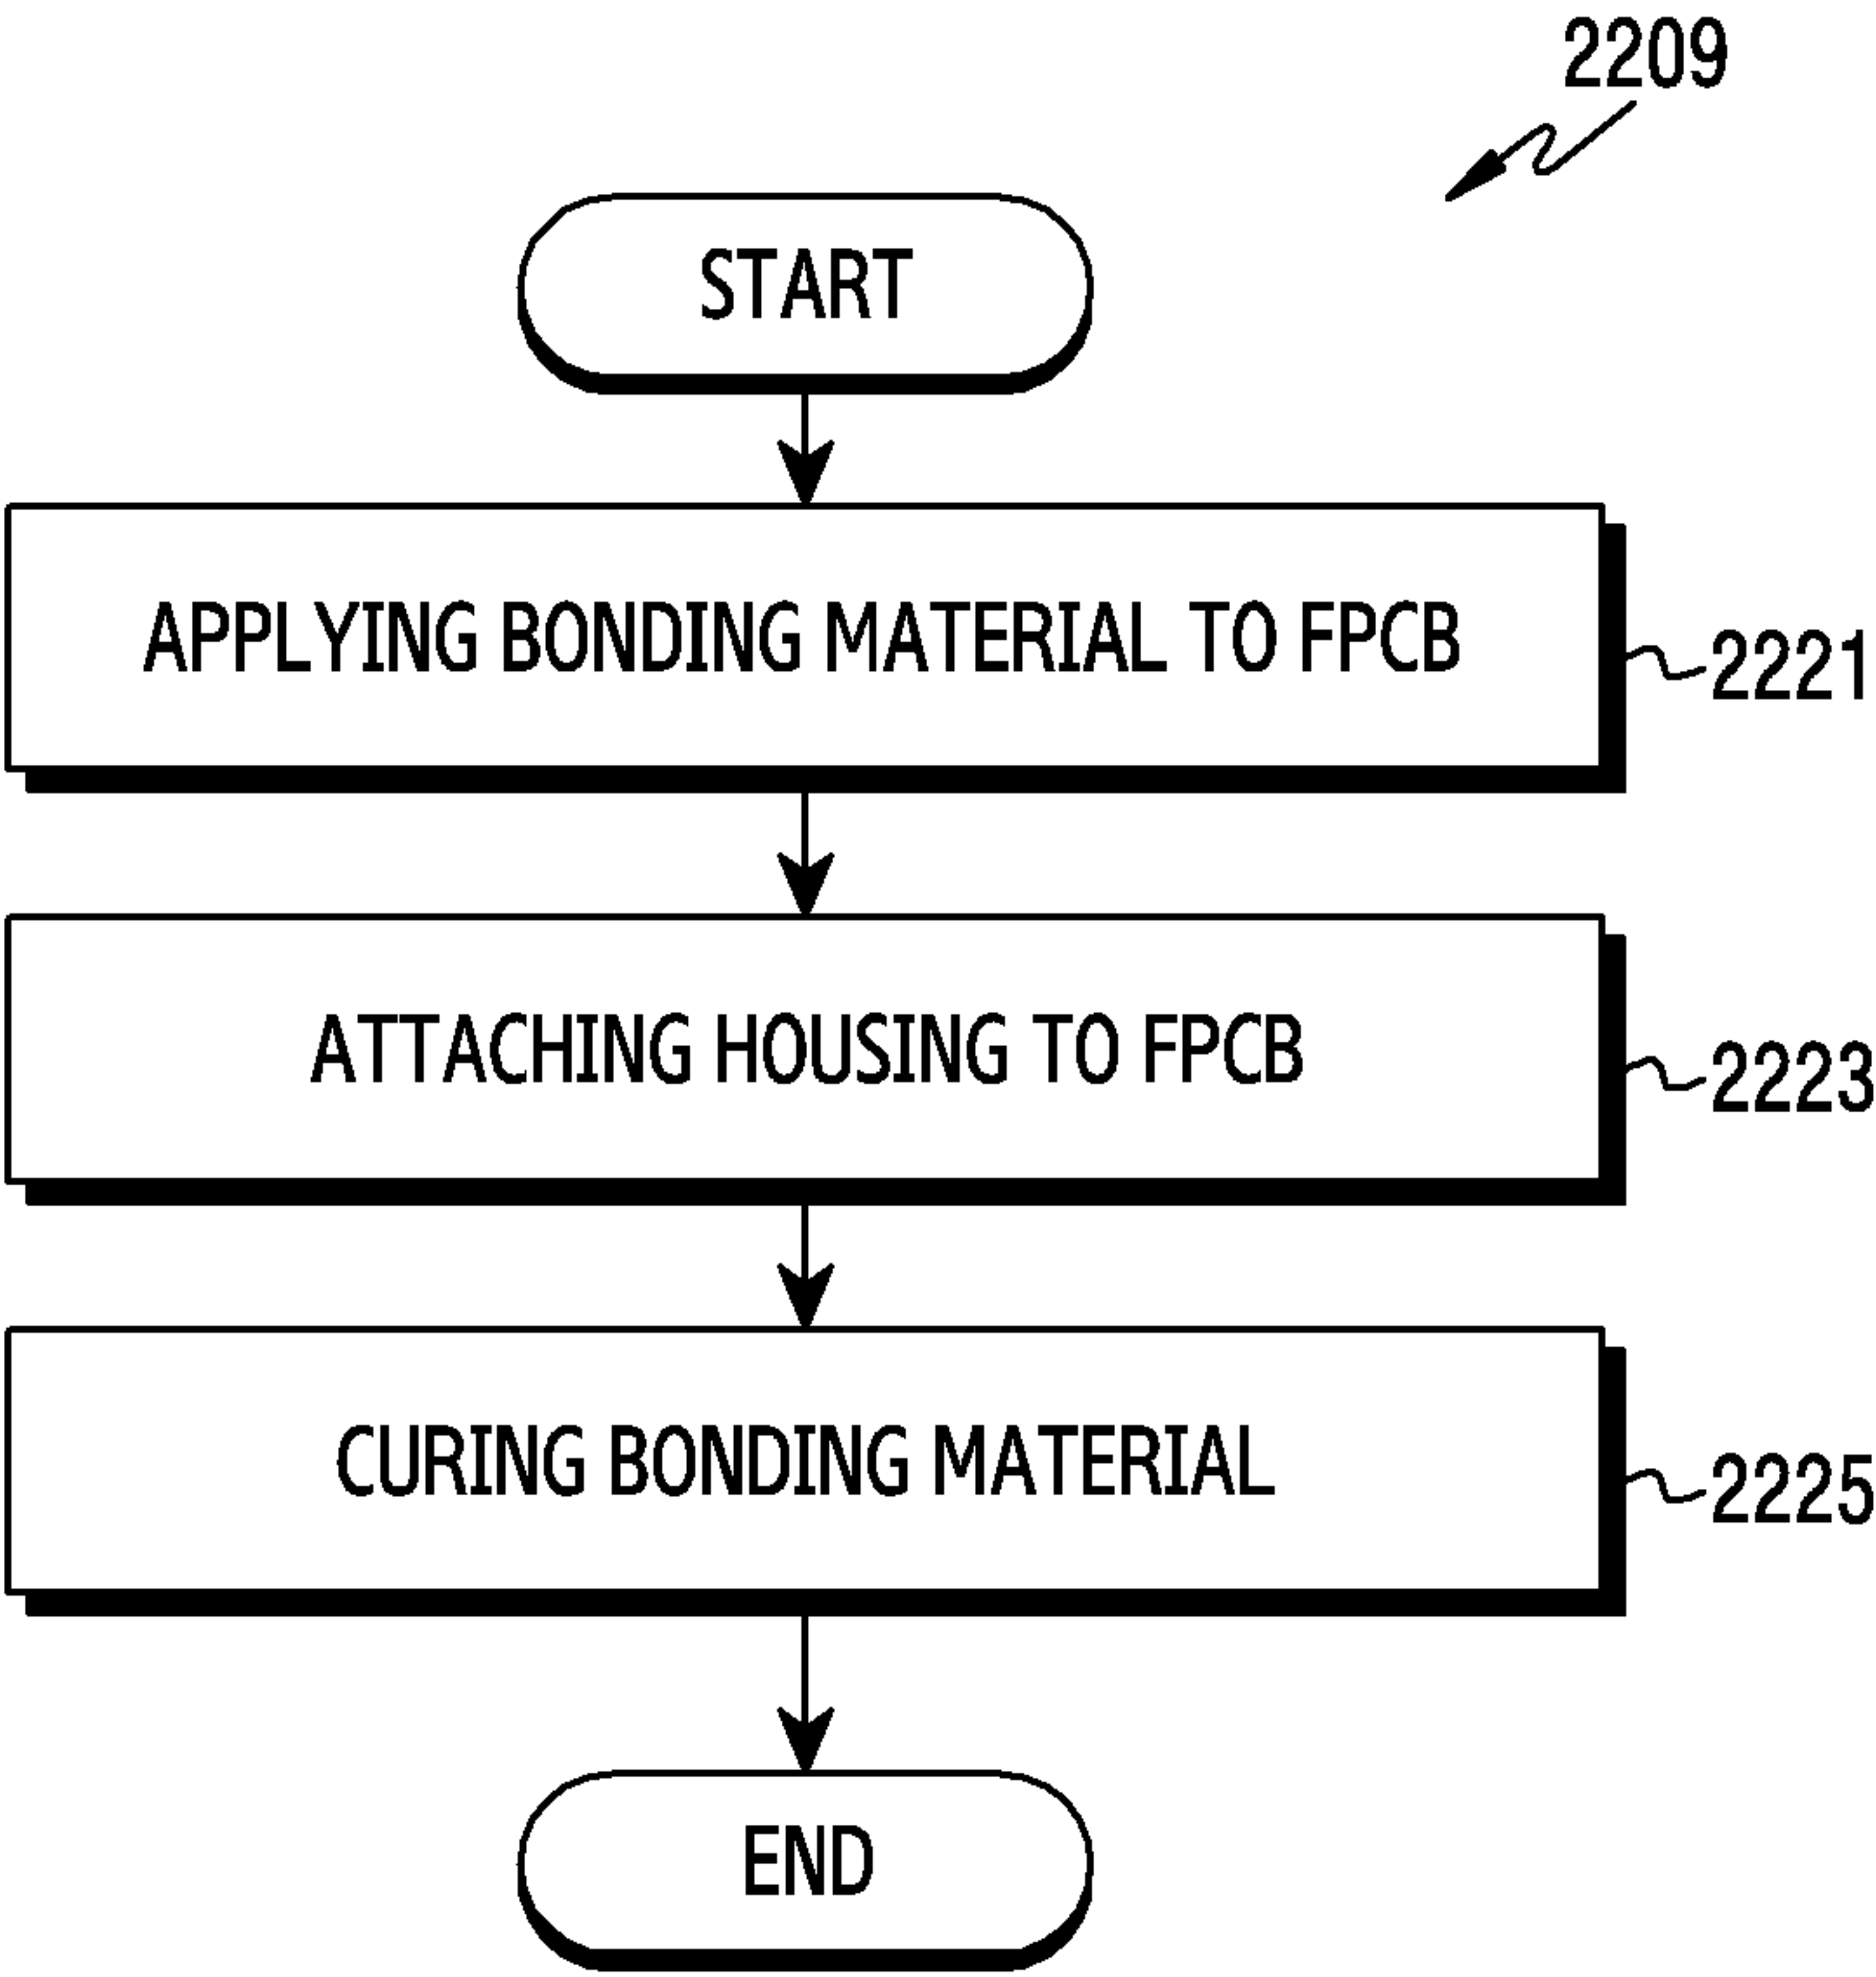 2209
START
APPLYING BONDING MATERIAL TO FPCB
2221
ATTACHING HOUSING TO FPCB
2223
CURING BONDING MATERIAL
2225
END